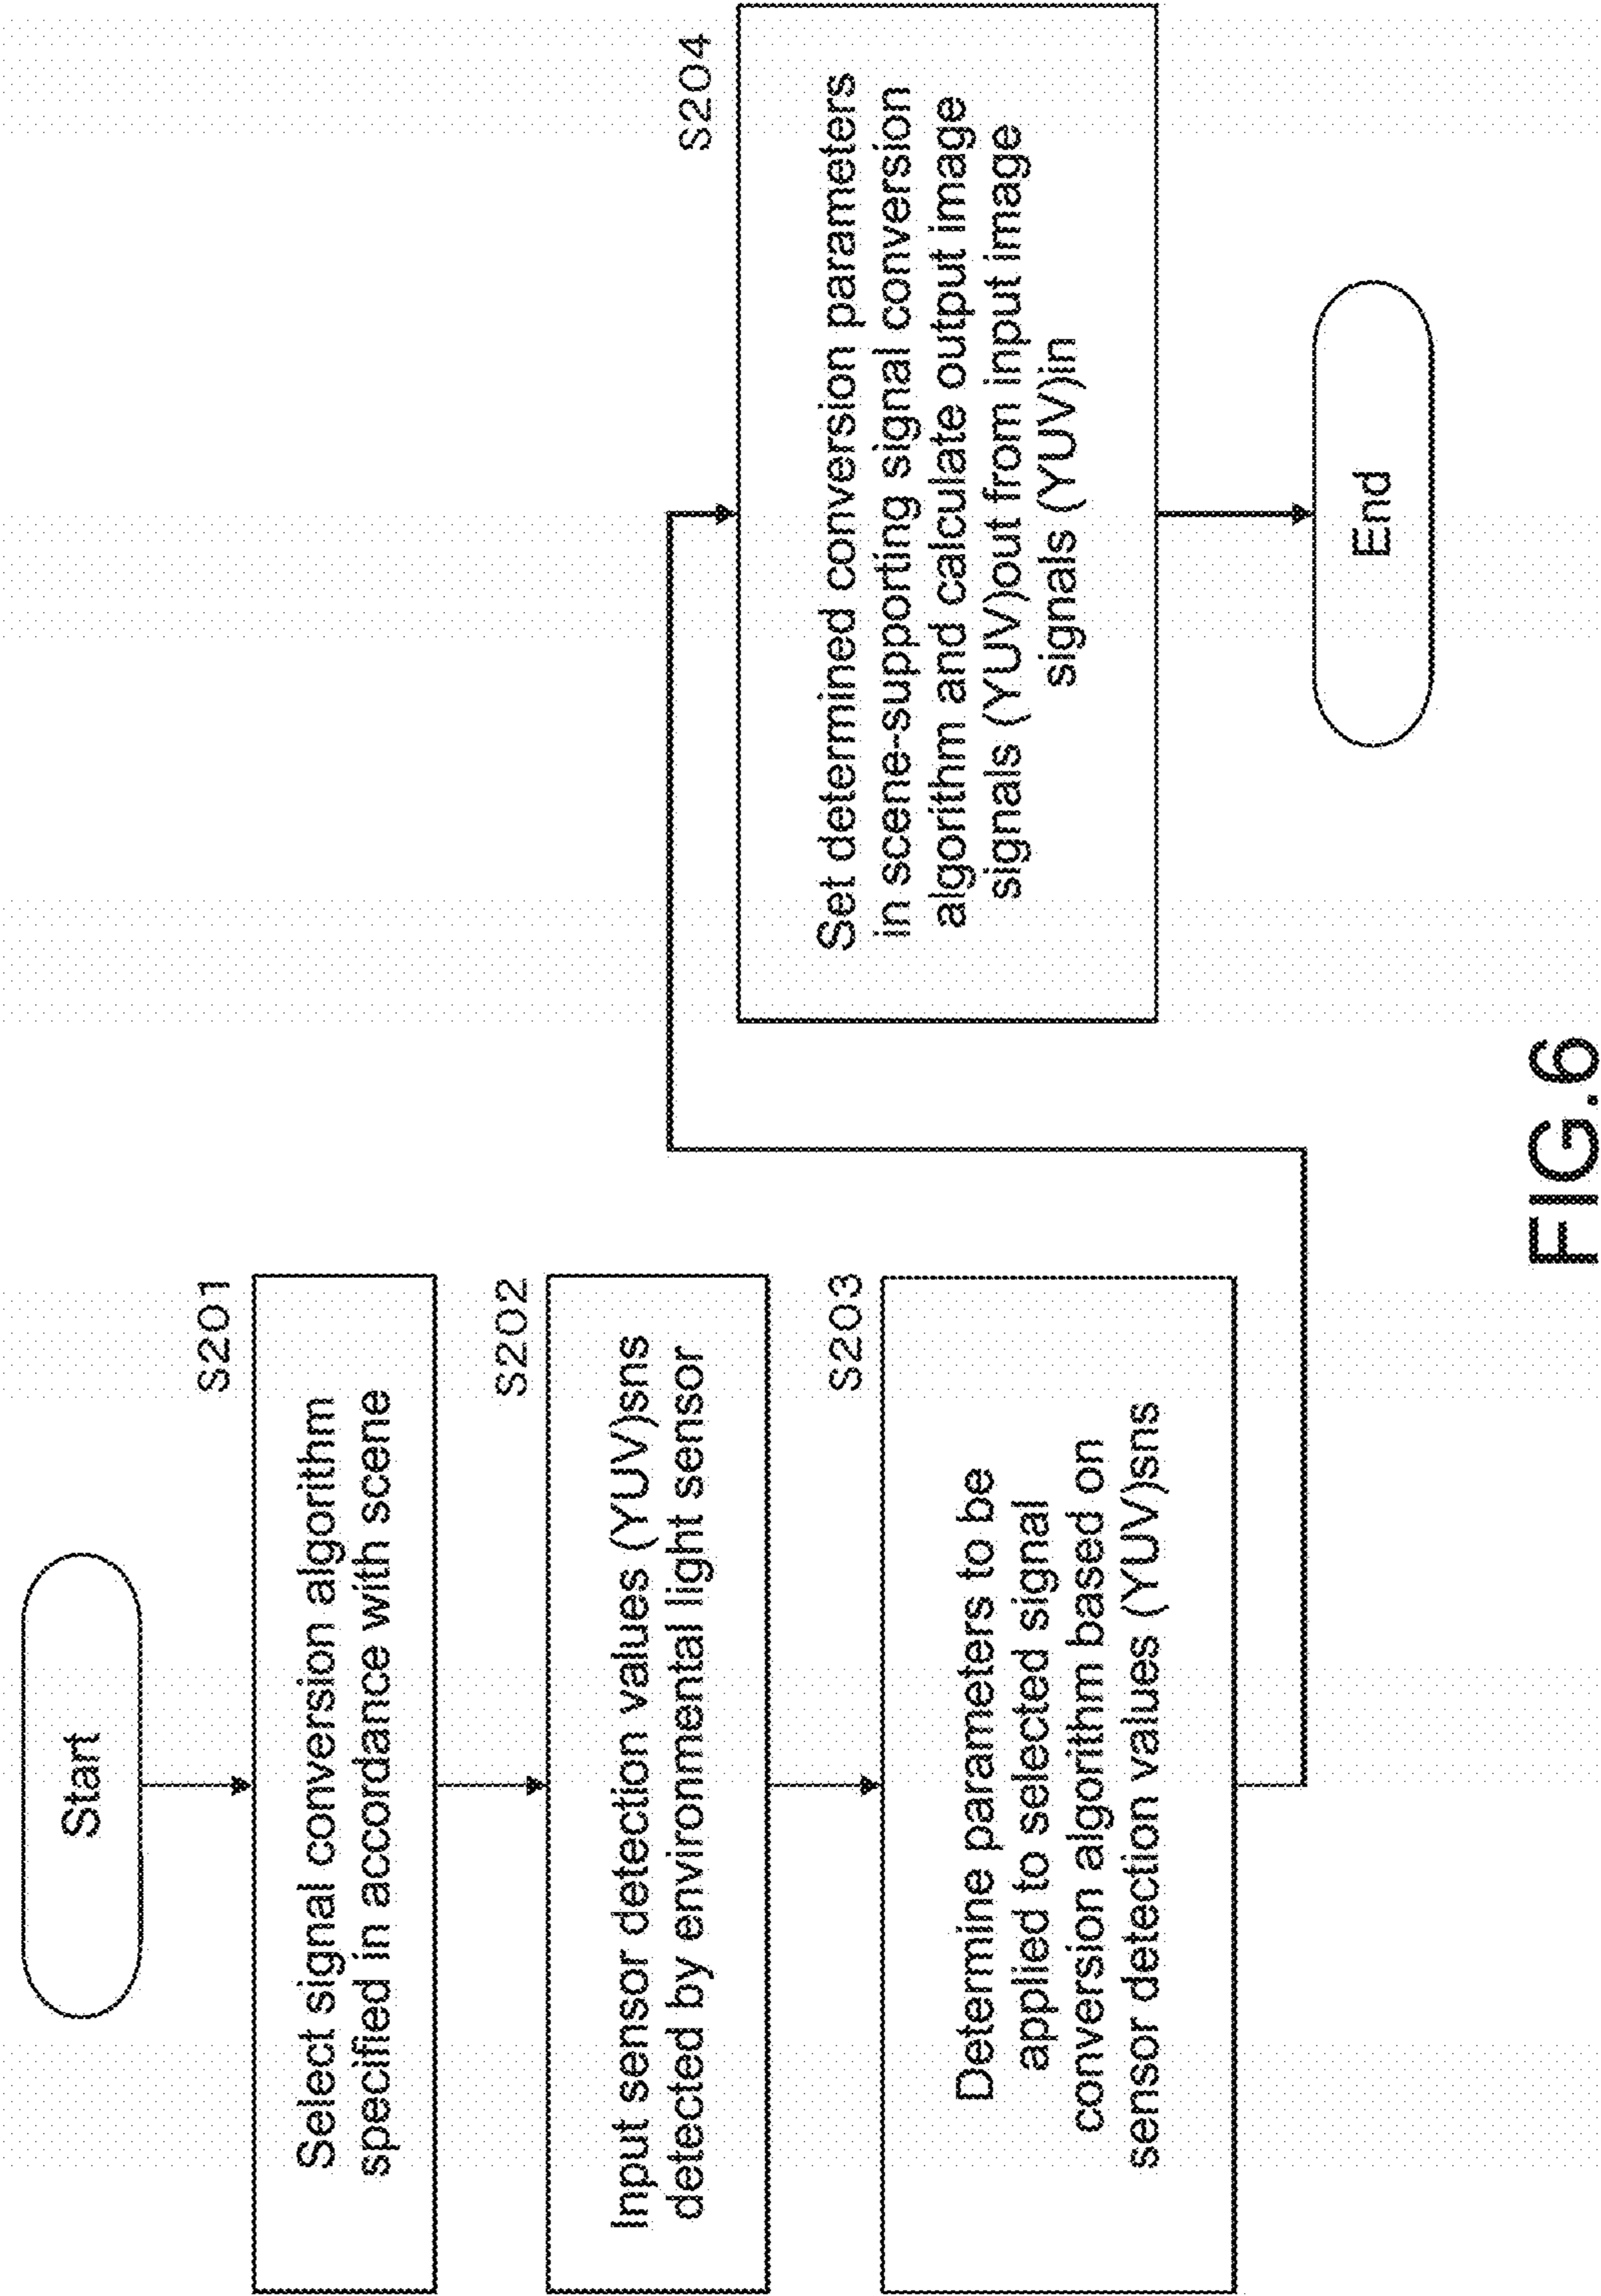 Start
S201
Select signal conversion algorithm
specified in accordance with scene
S202
Input sensor detection values (YUV)sns
detected by environmental light sensor
S203
Determine parameters to be
applied to selected signal
conversion algorithm based on
sensor detection values (YUV)sns
S204
Set determined conversion parameters
in scene-supporting signal conversion
algorithm and calculate output image
signals (YUV)out from input image
signals (YUV)in
End
FIG.6